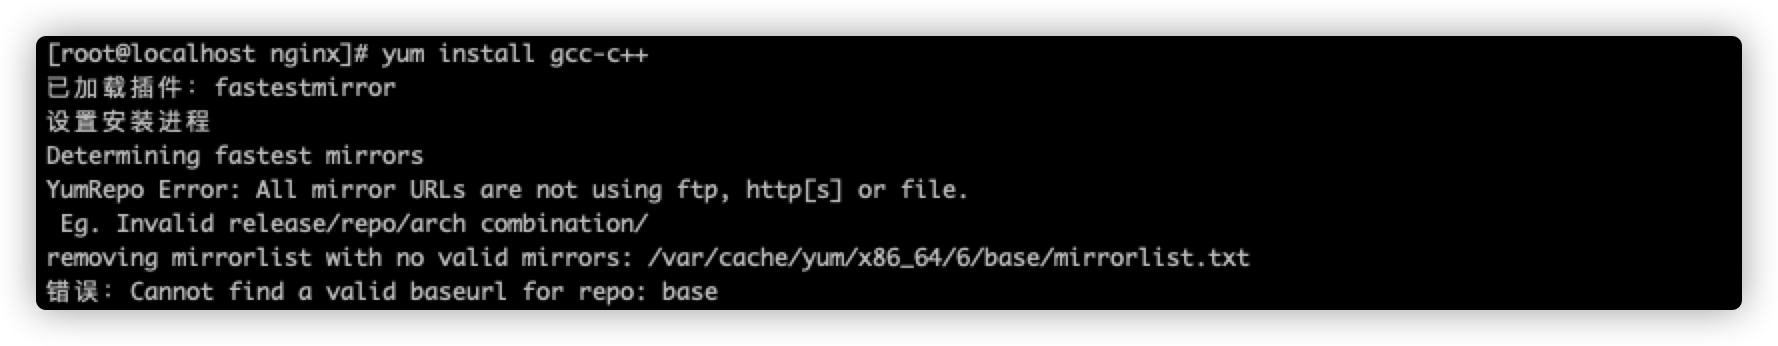 [root@localhost nginx]# yum install gcc-c++
已加载插件：fastestmirror
设置安装进程
Determining fastest mirrors
YumRepo Error: All mirror URLs are not using ftp, http[s] or file.
 Eg. Invalid release/repo/arch combination/
removing mirrorlist with no valid mirrors: /var/cache/yum/x86_64/6/base/mirrorlist.txt
错误：Cannot find a valid baseurl for repo: base